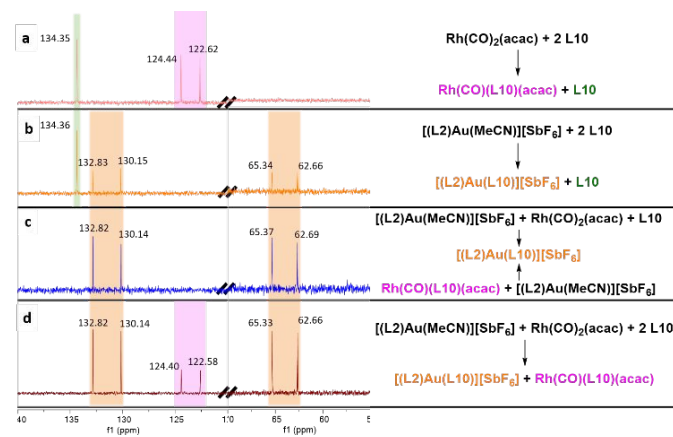 a
134.35
124.44
122.62
Rh(CO)2(acac) + 2 L10
Rh(CO)(L10)(acac) + L10
b
134.36
132.83
130.15
65.34
62.66
[(L2)Au(MeCN)][SbF6] + 2 L10
[(L2)Au(L10)][SbF6] + L10
c
132.82
130.14
65.37
62.69
[(L2)Au(MeCN)][SbF6] + Rh(CO)2(acac) + L10
[(L2)Au(L10)][SbF6]
Rh(CO)(L10)(acac) + [(L2)Au(MeCN)][SbF6]
d
132.82
130.14
124.40
122.58
65.33
62.66
[(L2)Au(MeCN)][SbF6] + Rh(CO)2(acac) + 2 L10
[(L2)Au(L10)][SbF6] + Rh(CO)(L10)(acac)
40 135 130 125 65 60 5
f1 (ppm) f1 (ppm)